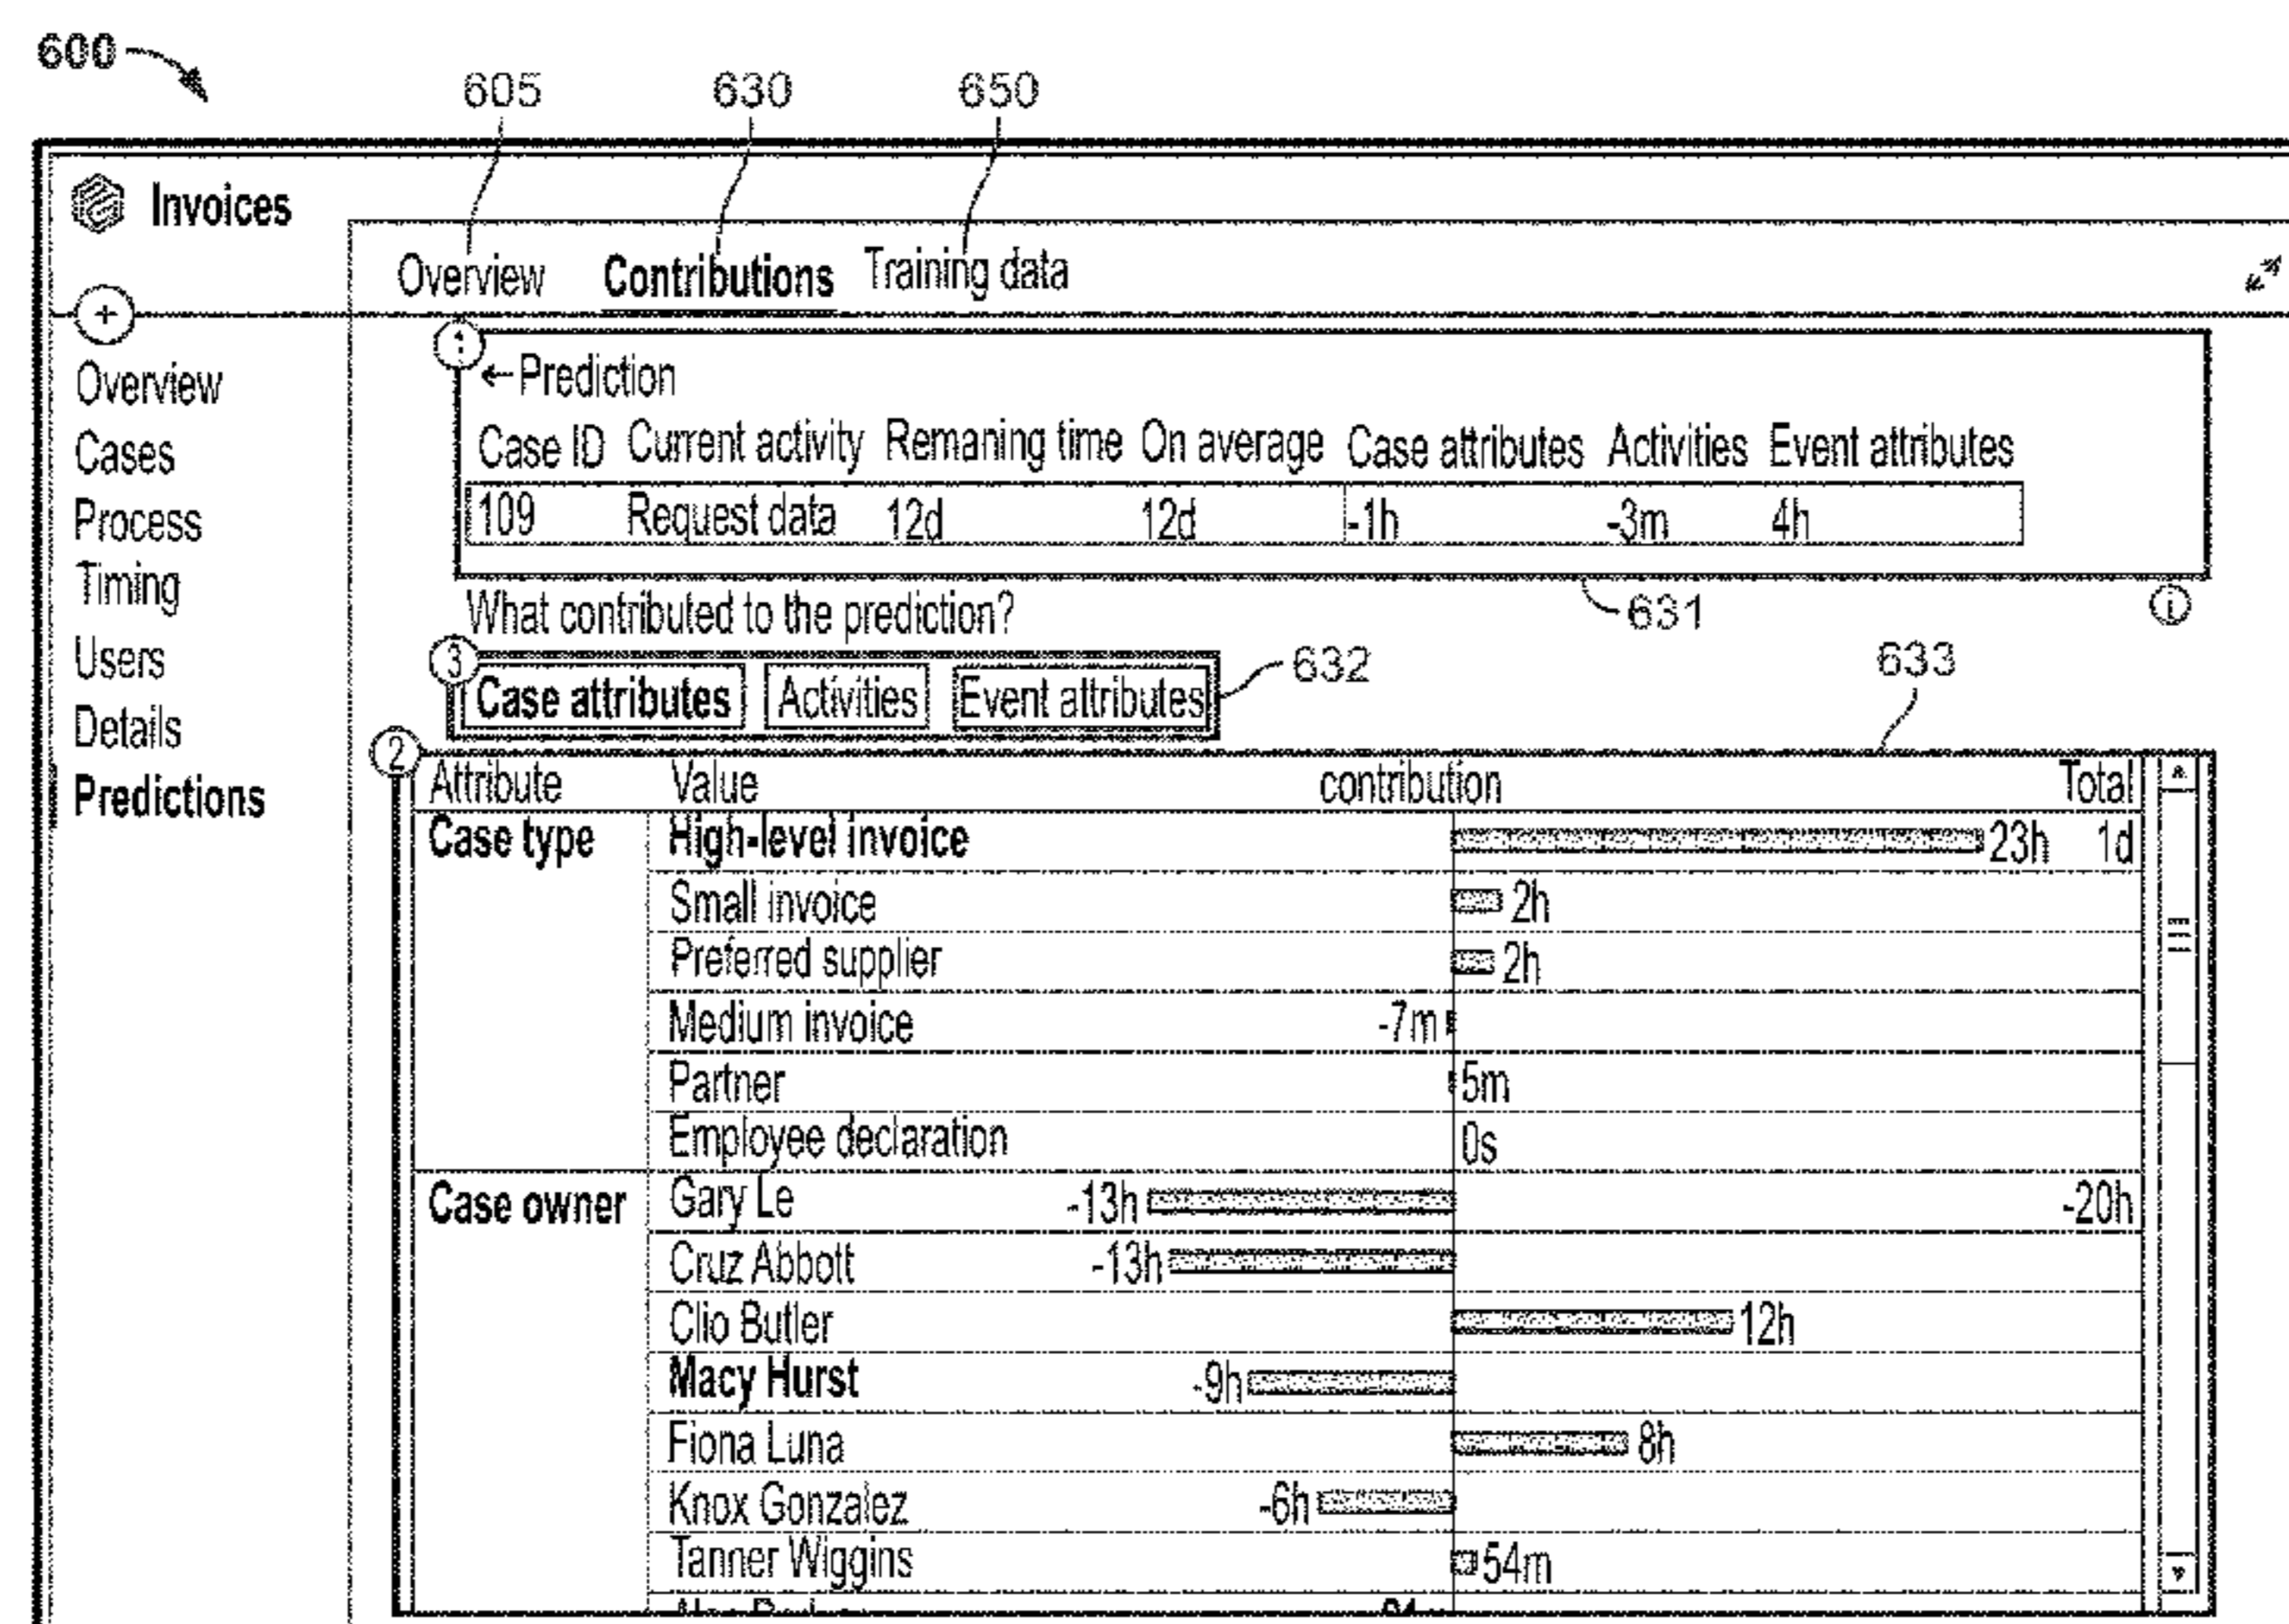 600
605 630 650
Invoices
Overview Contributions Training data
+
1
←Prediction
Case ID Current activity Remaning time On average Case attributes Activities Event attributes
109 Request data 12d 12d -1h -3m 4h
631
i
What contributed to the prediction?
3
Case attributes Activities Event attributes
632
633
2
Overview
Cases
Process
Timing
Users
Details
Predictions
Attribute Value contribution Total
Case type High-level invoice 23h 1d
Small invoice 2h
Preferred supplier 2h
Medium invoice -7m
Partner 5m
Employee declaration 0s
Case owner Gary Le -13h -20h
Cruz Abbott -13h
Clio Butler 12h
Macy Hurst -9h
Fiona Luna 8h
Knox Gonzalez -6h
Tanner Wiggins 54m